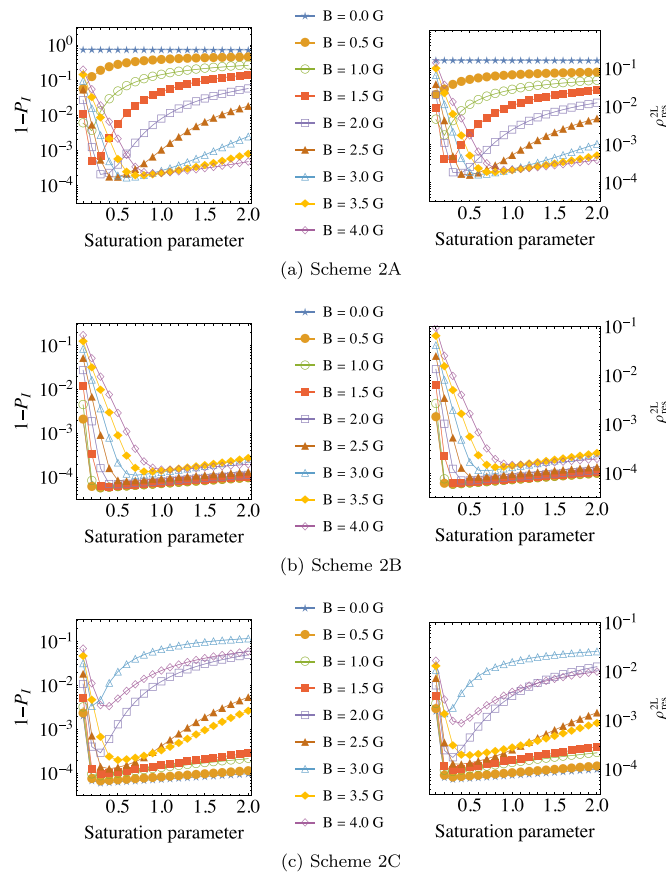 10⁰
10⁻¹
10⁻²
10⁻³
10⁻⁴
1−P_l
0.5 1.0 1.5 2.0
Saturation parameter
B = 0.0 G
B = 0.5 G
B = 1.0 G
B = 1.5 G
B = 2.0 G
B = 2.5 G
B = 3.0 G
B = 3.5 G
B = 4.0 G
10⁻¹
10⁻²
10⁻³
10⁻⁴
ρ_res^2L
0.5 1.0 1.5 2.0
Saturation parameter
(a) Scheme 2A
10⁻¹
10⁻²
10⁻³
10⁻⁴
1−P_l
0.5 1.0 1.5 2.0
Saturation parameter
B = 0.0 G
B = 0.5 G
B = 1.0 G
B = 1.5 G
B = 2.0 G
B = 2.5 G
B = 3.0 G
B = 3.5 G
B = 4.0 G
10⁻¹
10⁻²
10⁻³
10⁻⁴
ρ_res^2L
0.5 1.0 1.5 2.0
Saturation parameter
(b) Scheme 2B
10⁻¹
10⁻²
10⁻³
10⁻⁴
1−P_l
0.5 1.0 1.5 2.0
Saturation parameter
B = 0.0 G
B = 0.5 G
B = 1.0 G
B = 1.5 G
B = 2.0 G
B = 2.5 G
B = 3.0 G
B = 3.5 G
B = 4.0 G
10⁻¹
10⁻²
10⁻³
10⁻⁴
ρ_res^2L
0.5 1.0 1.5 2.0
Saturation parameter
(c) Scheme 2C